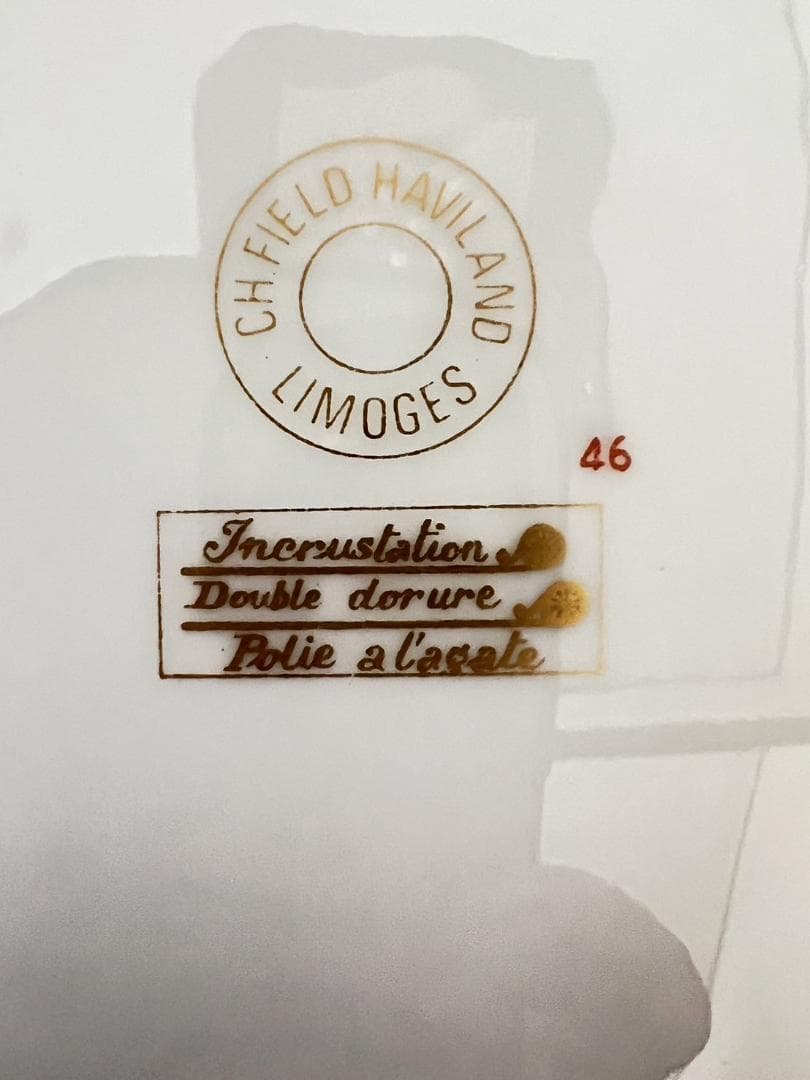 CH. FIELD HAVILAND
LIMOGES
46
Incrustation
Double dorure
Polie a l'agate